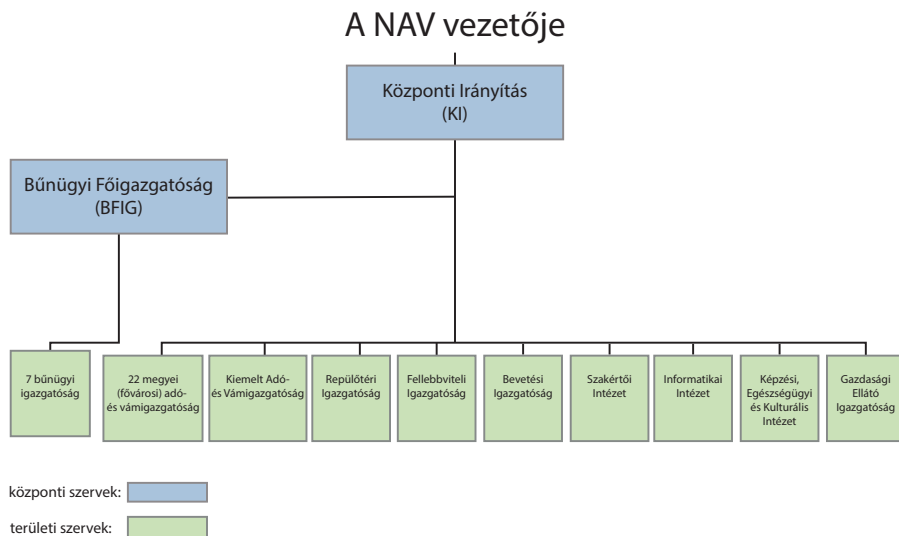 A NAV vezetője
Központi Irányítás
(KI)
Bűnügyi Főigazgatóság
(BFIG)
7 bűnügyi
igazgatóság
22 megyei
(fővárosi) adó-
és vámigazgatóság
Kiemelt Adó-
és Vámigazgatóság
Repülőtéri
Igazgatóság
Fellebbviteli
Igazgatóság
Bevetési
Igazgatóság
Szakértői
Intézet
Informatikai
Intézet
Képzési,
Egészségügyi
és Kulturális
Intézet
Gazdasági
Ellátó
Igazgatóság
központi szervek:
területi szervek: